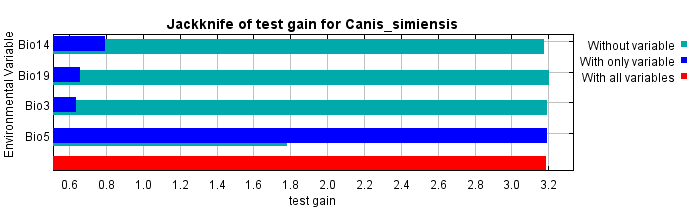 Jackknife of test gain for Canis_simiensis
Environmental Variable
Bio14
Bio19
Bio3
Bio5
Without variable
With only variable
With all variables
0.6 0.8 1.0 1.2 1.4 1.6 1.8 2.0 2.2 2.4 2.6 2.8 3.0 3.2
test gain